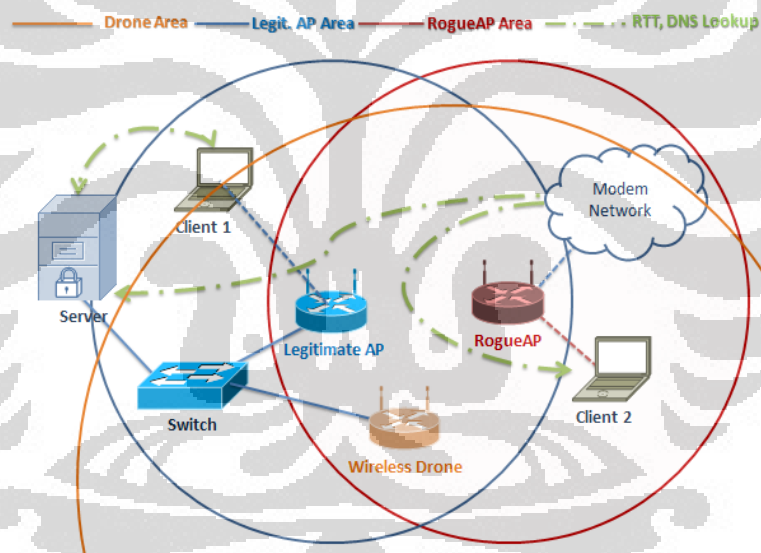 Drone Area Legit. AP Area RogueAP Area RTT, DNS Lookup
Modem
Network
Client 1
Server
Legitimate AP
RogueAP
Client 2
Switch
Wireless Drone